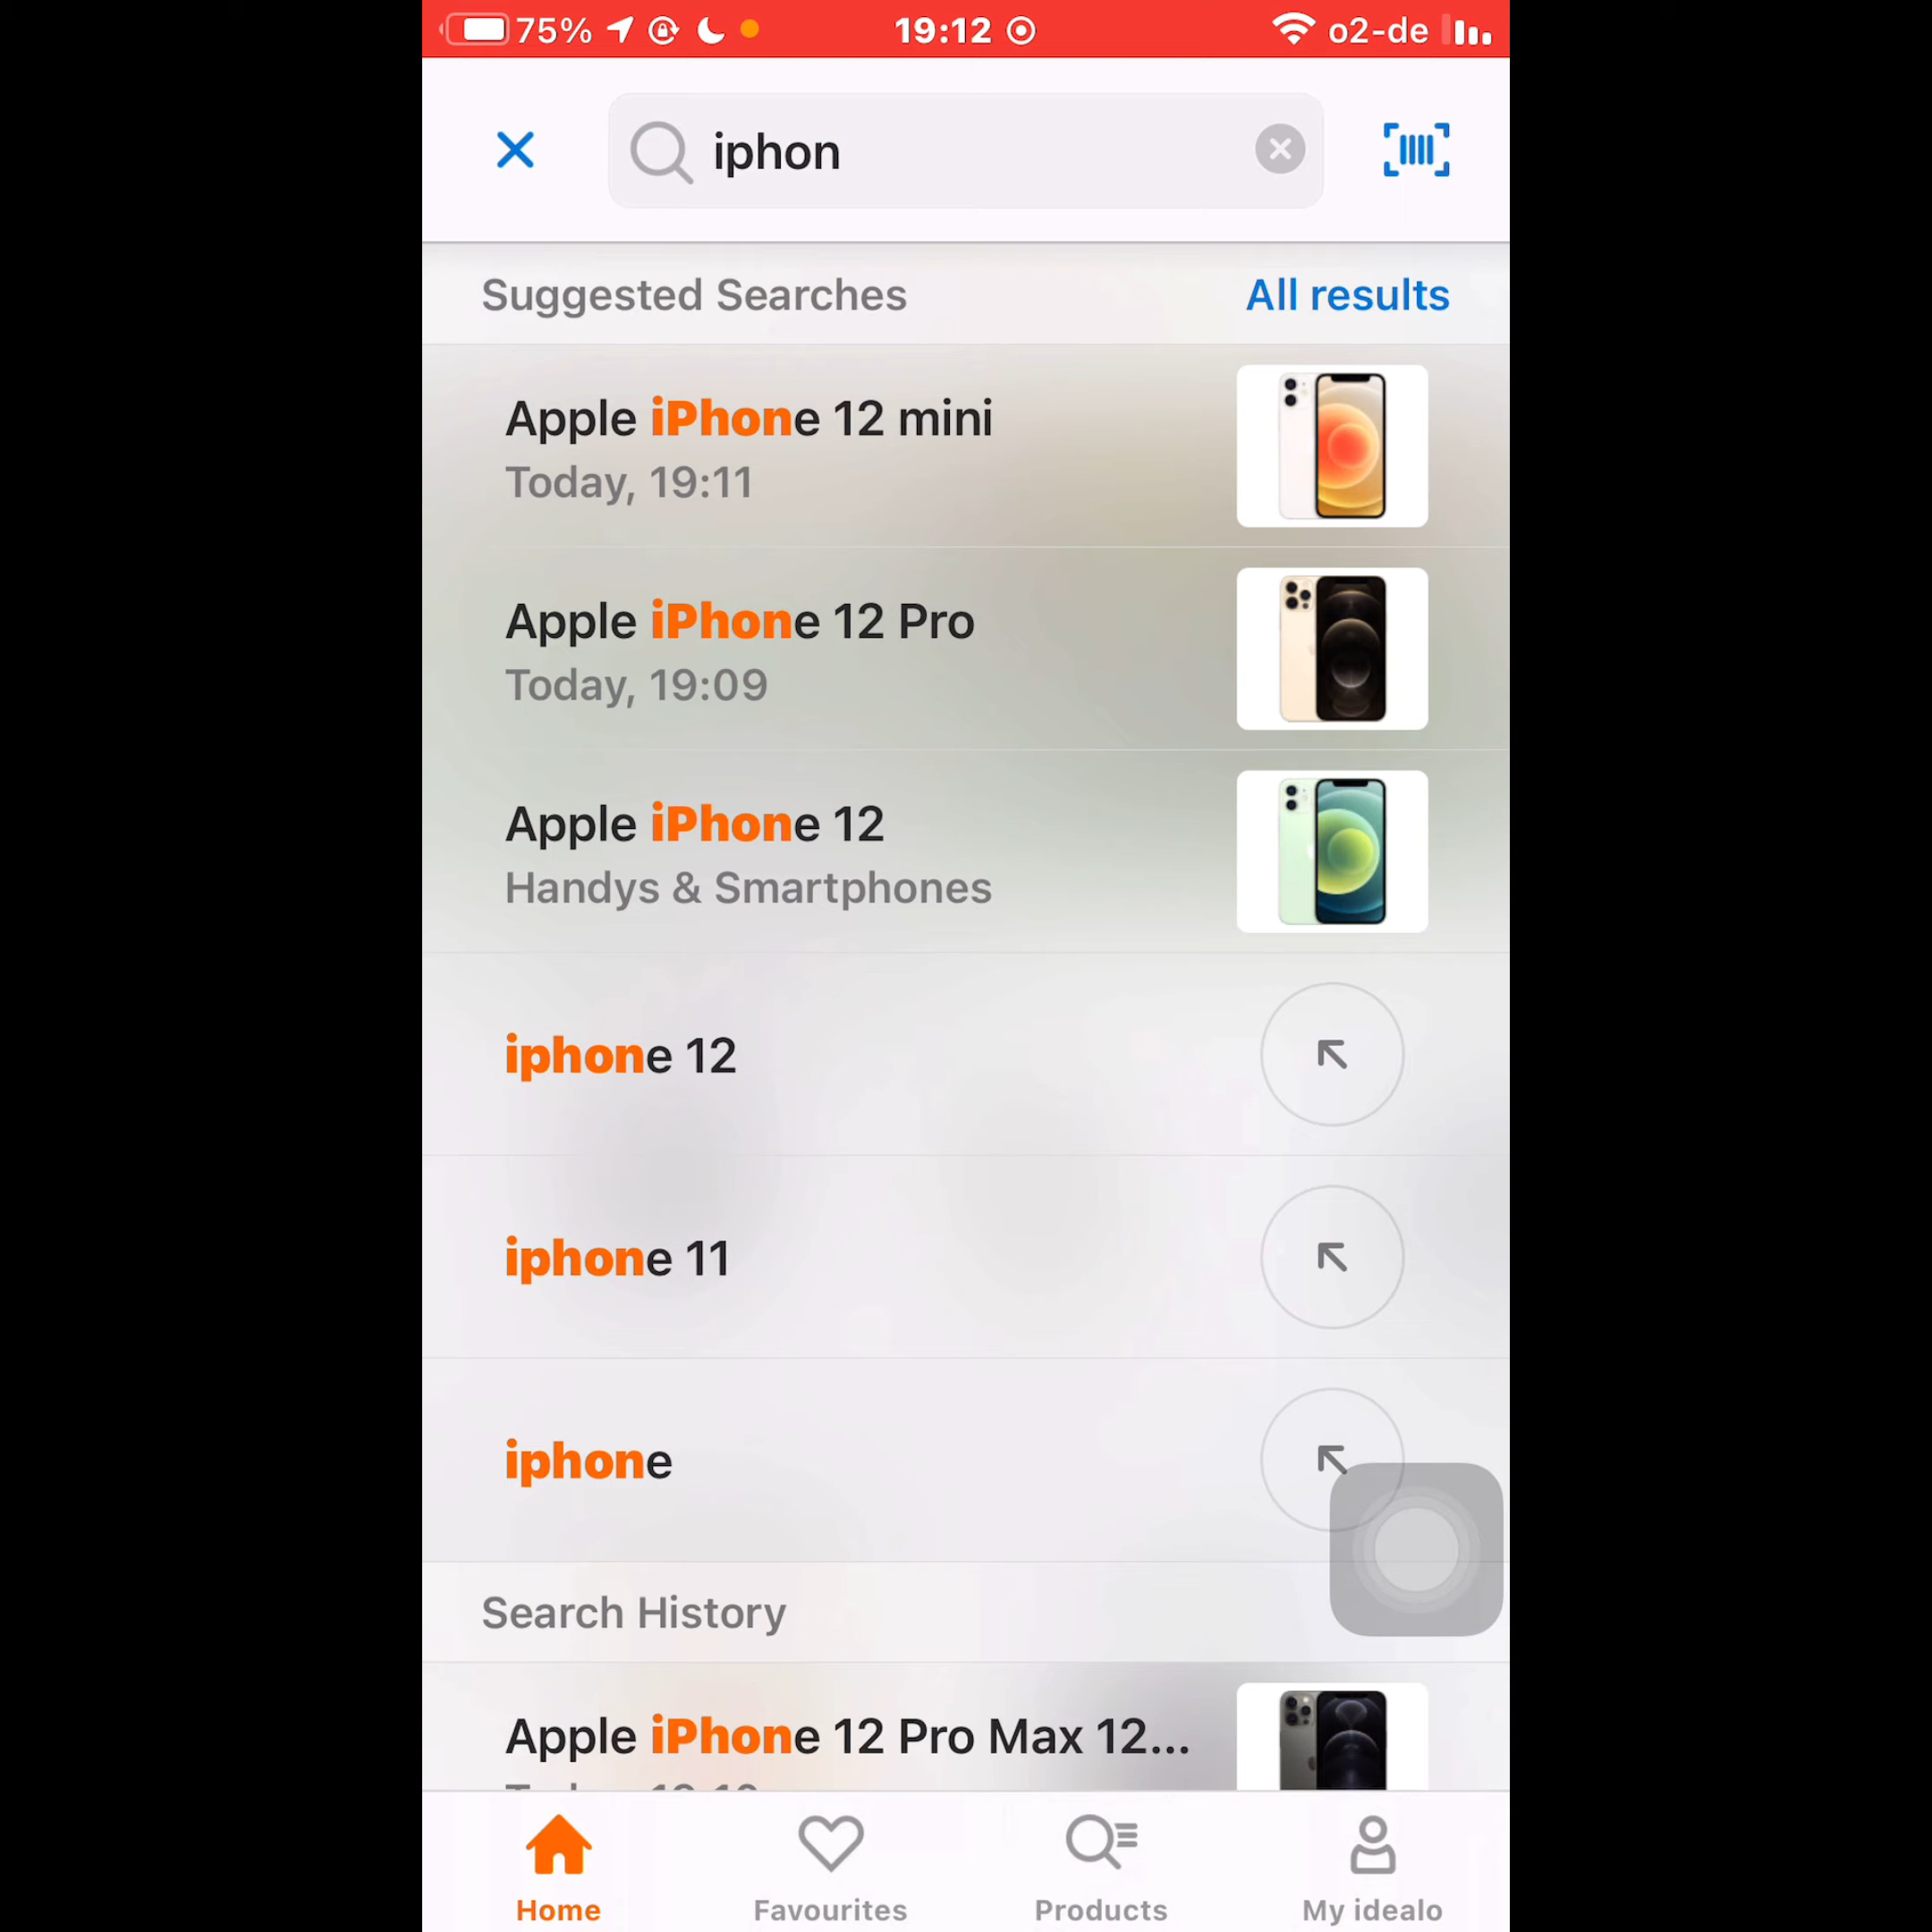 75% 19:12 o2-de
iphon
Suggested Searches All results
Apple iPhone 12 mini
Today, 19:11
Apple iPhone 12 Pro
Today, 19:09
Apple iPhone 12
Handys & Smartphones
iphone 12
iphone 11
iphone
Search History
Apple iPhone 12 Pro Max 12...
Home Favourites Products My idealo